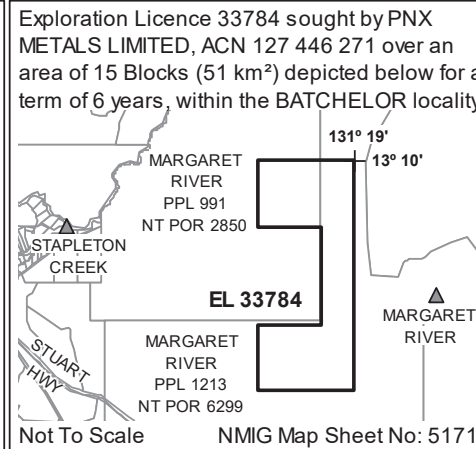 Exploration Licence 33784 sought by PNX
METALS LIMITED, ACN 127 446 271 over an
area of 15 Blocks (51 km²) depicted below for a
term of 6 years, within the BATCHELOR locality
131° 19'
13° 10'
MARGARET
RIVER
PPL 991
NT POR 2850
STAPLETON
CREEK
EL 33784
MARGARET
RIVER
MARGARET
RIVER
PPL 1213
NT POR 6299
STUART
HWY
Not To Scale NMIG Map Sheet No: 5171